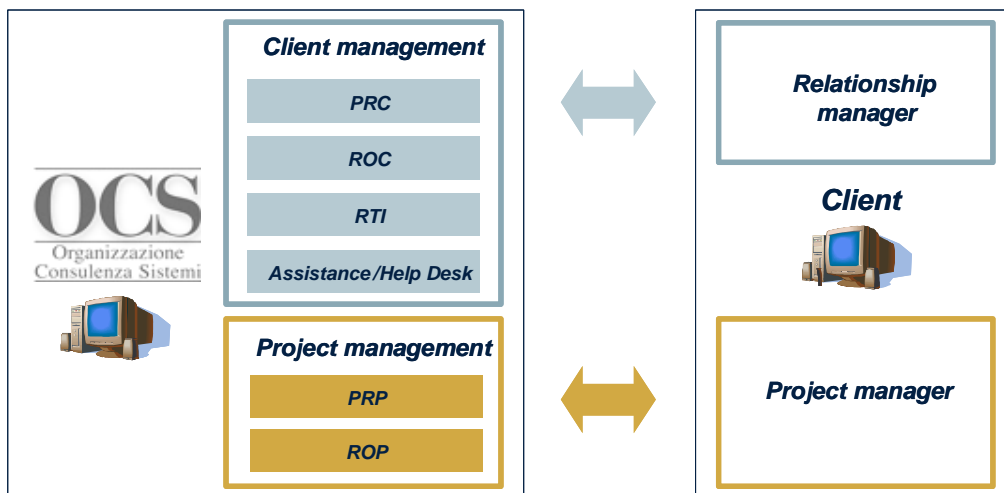 Client management
PRC
ROC
RTI
Assistance/Help Desk
OCS
Organizzazione
Consulenza Sistemi
Project management
PRP
ROP
Relationship
manager
Client
Project manager